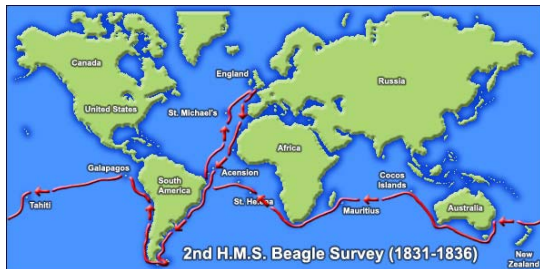 Canada
England
Russia
United States
St. Michael's
Africa
Galapagos
South
America
Acension
Cocos
Islands
Tahiti
St. Helena
Mauritius
Australia
2nd H.M.S. Beagle Survey (1831-1836)
New
Zealand